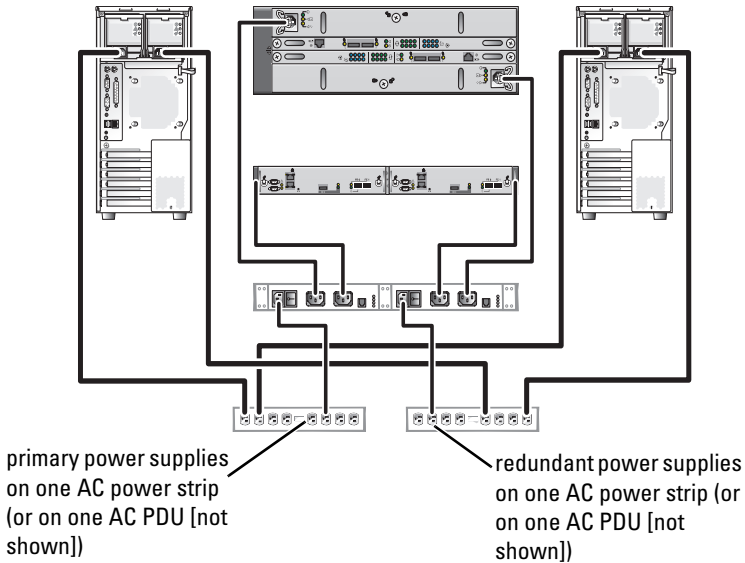 primary power supplies
on one AC power strip
(or on one AC PDU [not
shown])
redundant power supplies
on one AC power strip (or
on one AC PDU [not
shown])